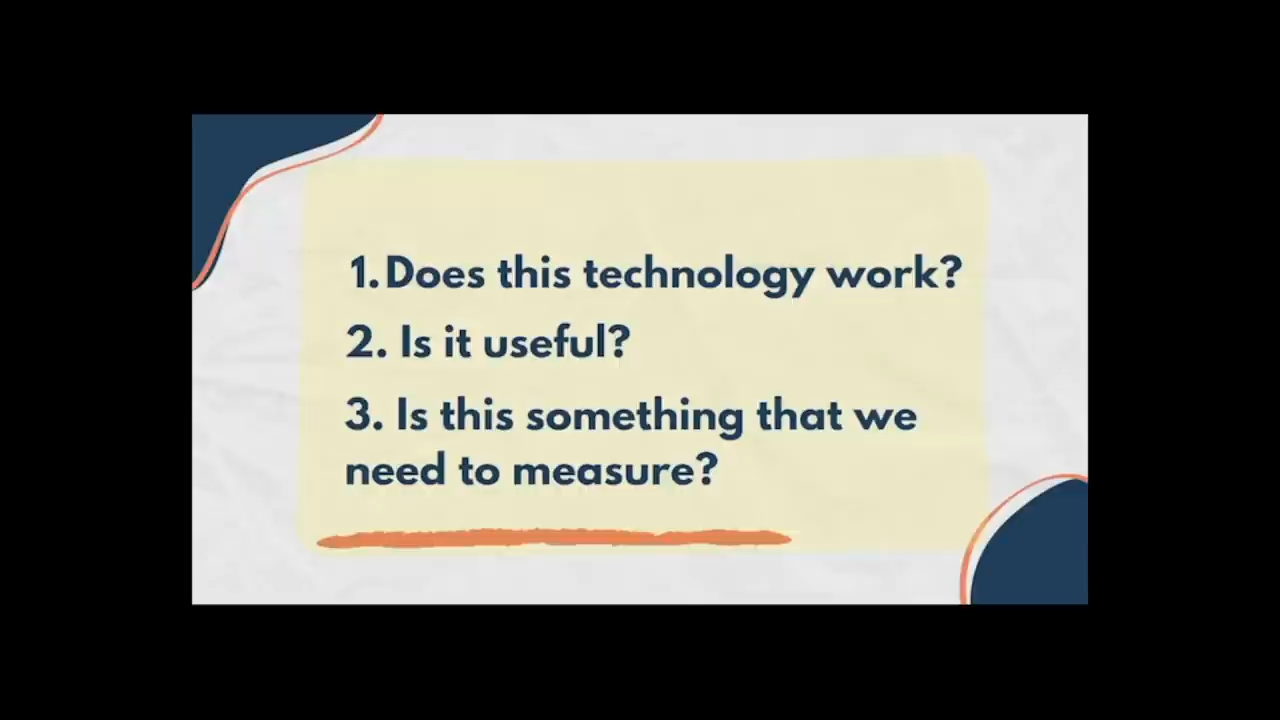 1.Does this technology work?
2. Is it useful?
3. Is this something that we
need to measure?